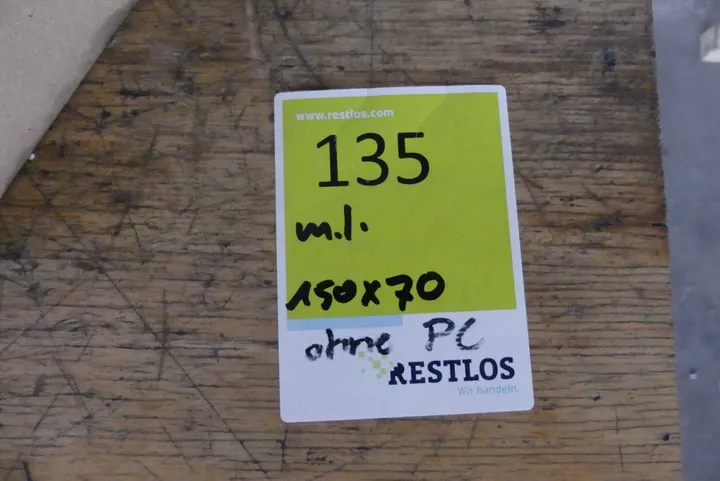 www.restlos.com
135
m.l.
150x70
ohne PC
RESTLOS
Wir handeln.